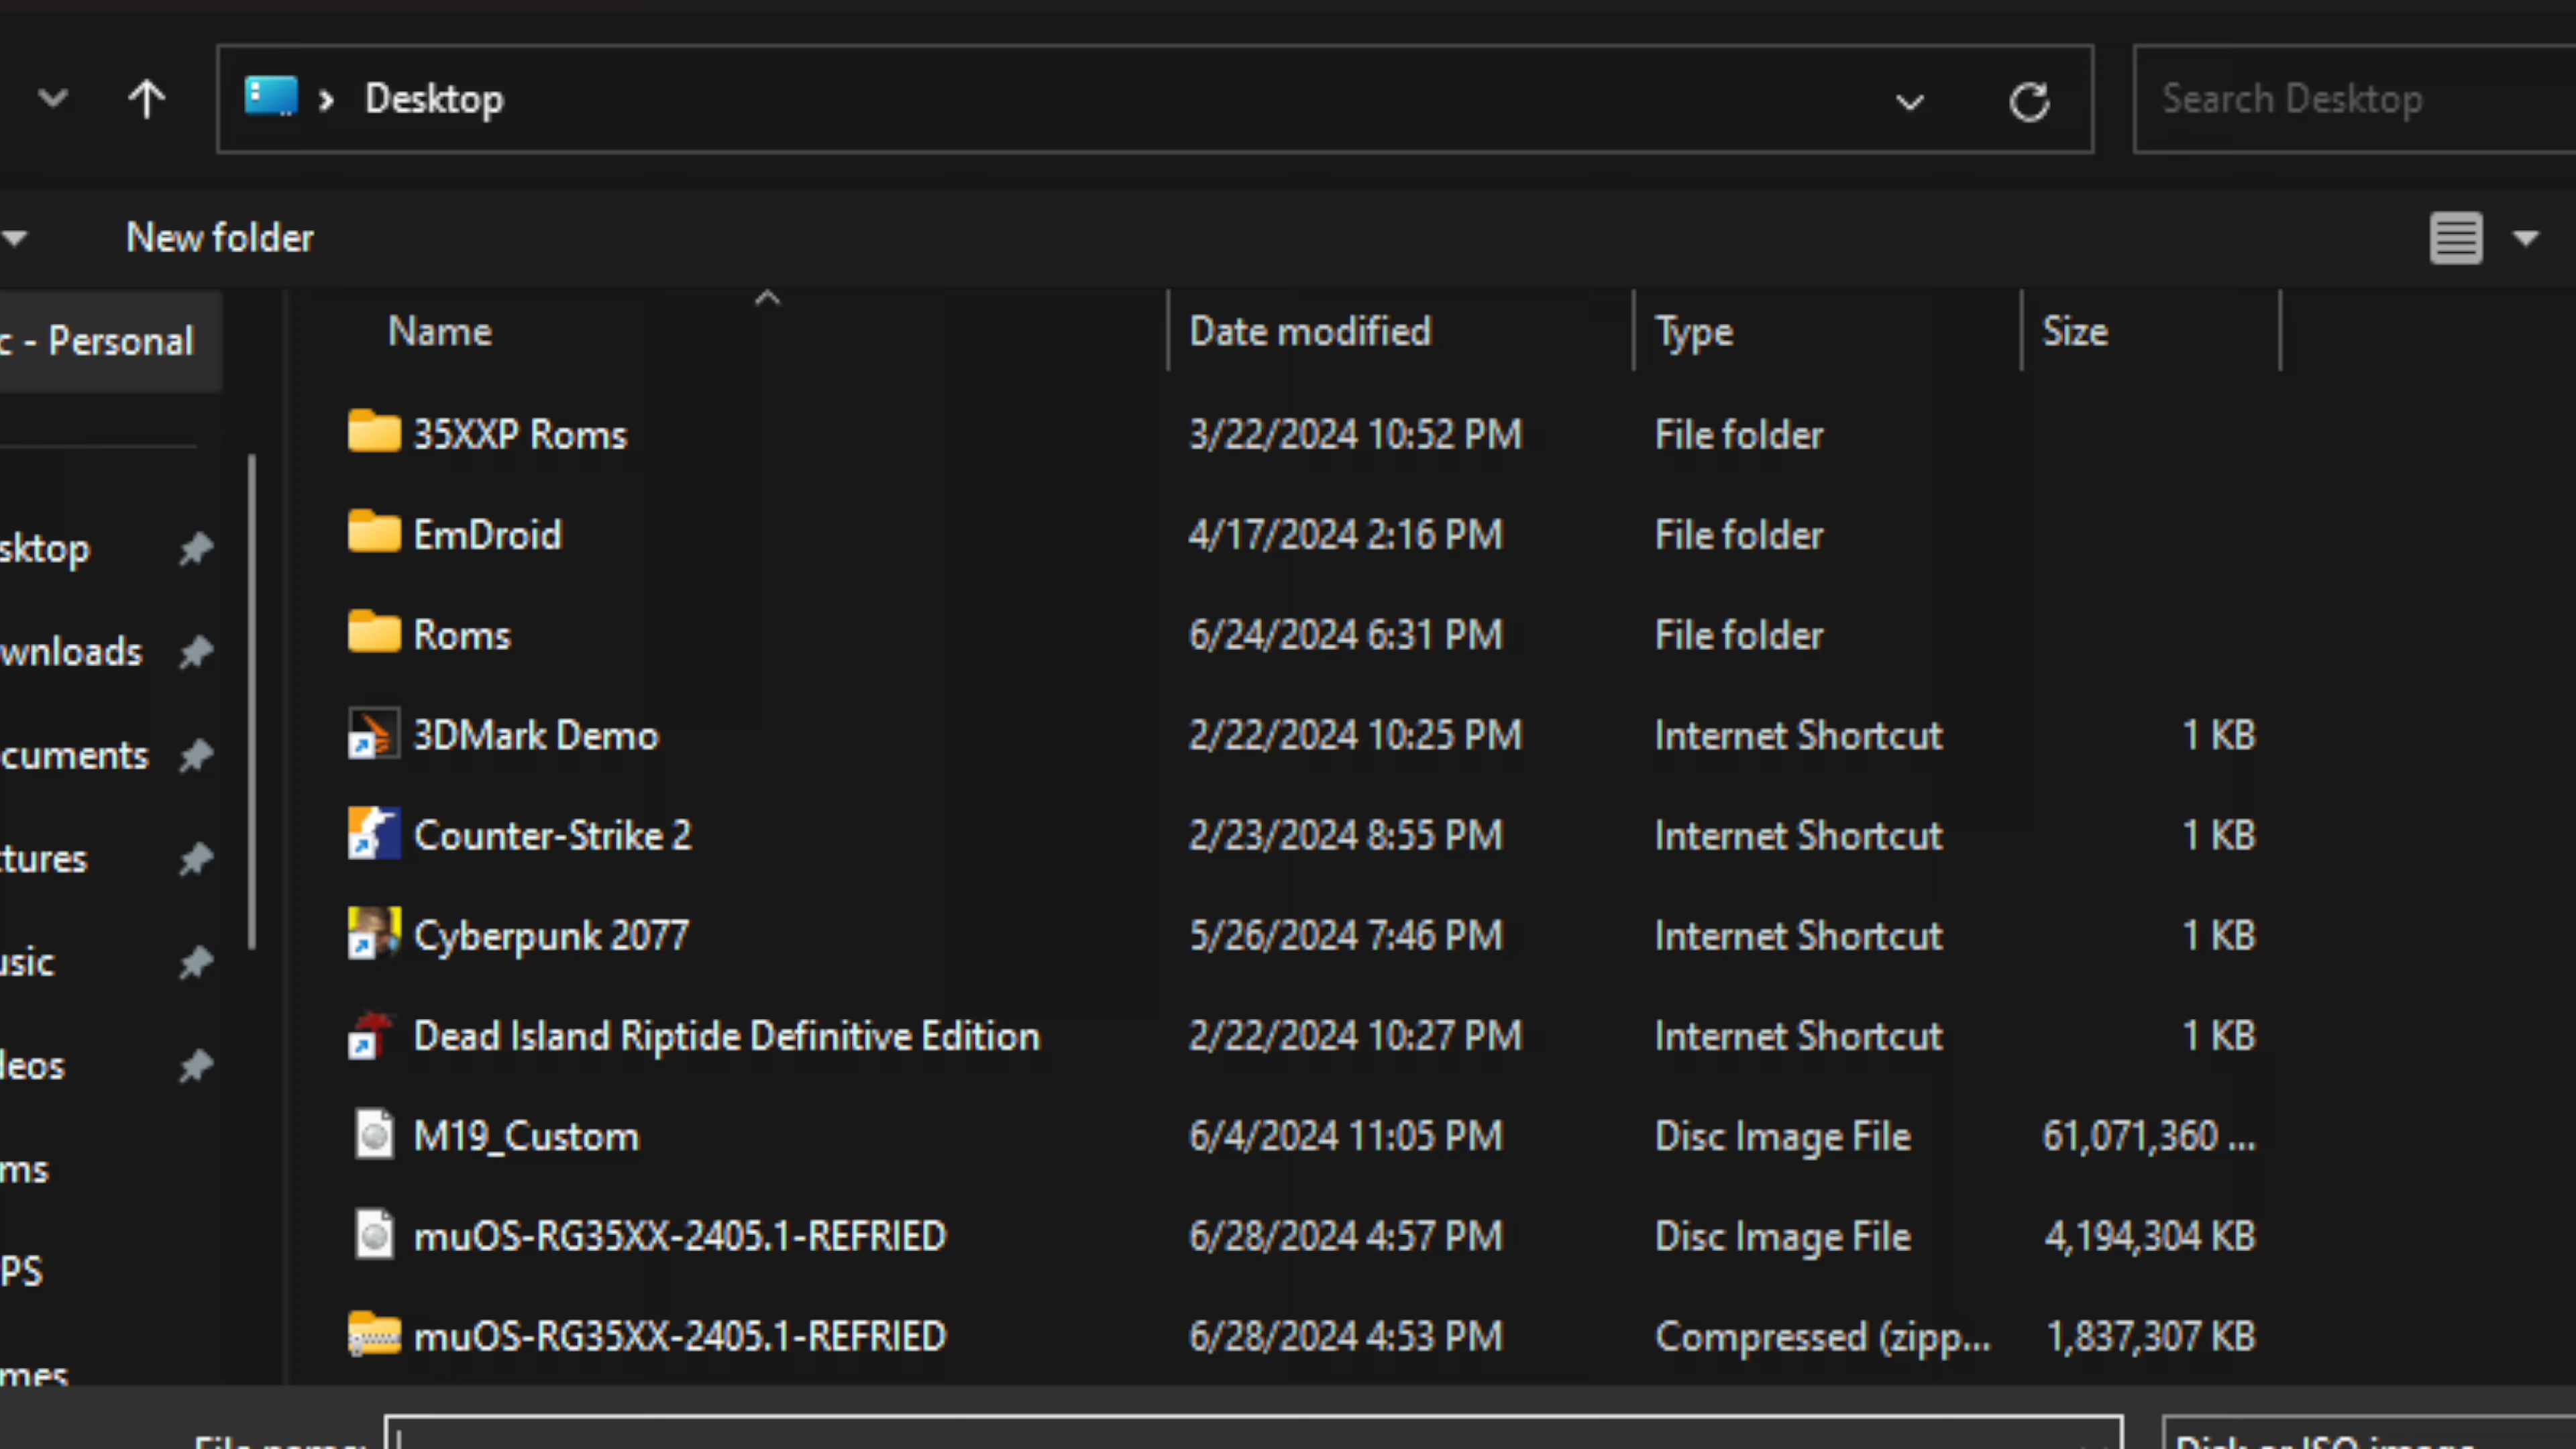 Desktop
Search Desktop
New folder
Name Date modified Type Size
c - Personal
35XXP Roms 3/22/2024 10:52 PM File folder
EmDroid 4/17/2024 2:16 PM File folder
sktop
Roms 6/24/2024 6:31 PM File folder
wnloads
3DMark Demo 2/22/2024 10:25 PM Internet Shortcut 1 KB
cuments
Counter-Strike 2 2/23/2024 8:55 PM Internet Shortcut 1 KB
tures
Cyberpunk 2077 5/26/2024 7:46 PM Internet Shortcut 1 KB
usic
Dead Island Riptide Definitive Edition 2/22/2024 10:27 PM Internet Shortcut 1 KB
deos
M19_Custom 6/4/2024 11:05 PM Disc Image File 61,071,360 ...
ms
muOS-RG35XX-2405.1-REFRIED 6/28/2024 4:57 PM Disc Image File 4,194,304 KB
PS
muOS-RG35XX-2405.1-REFRIED 6/28/2024 4:53 PM Compressed (zipp... 1,837,307 KB
mes
File name:
Disk or ISO image